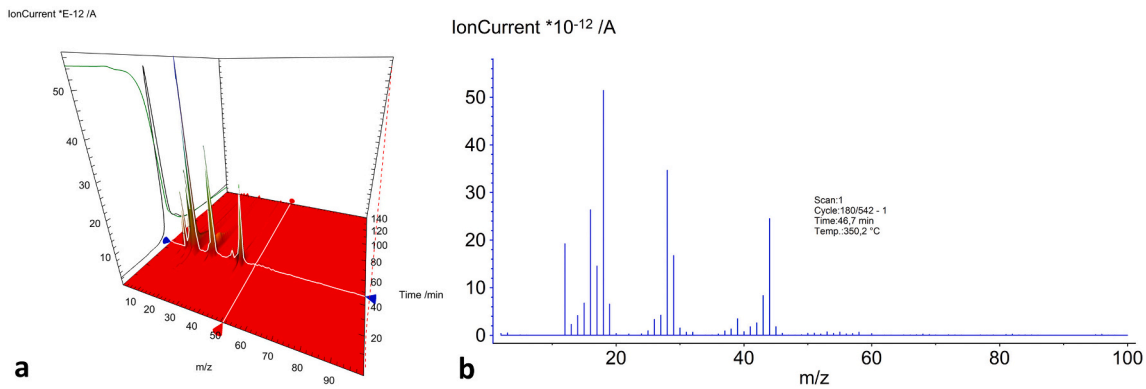 IonCurrent *E-12 /A
50
40
30
20
10
10
20
30
40
50
60
70
80
90
m/z
140
120
100
80
60
40
20
Time /min
a
IonCurrent *10-12 /A
50
40
30
20
10
0
20
40
60
80
100
m/z
Scan:1
Cycle:180/542 - 1
Time:46,7 min
Temp.:350,2 °C
b